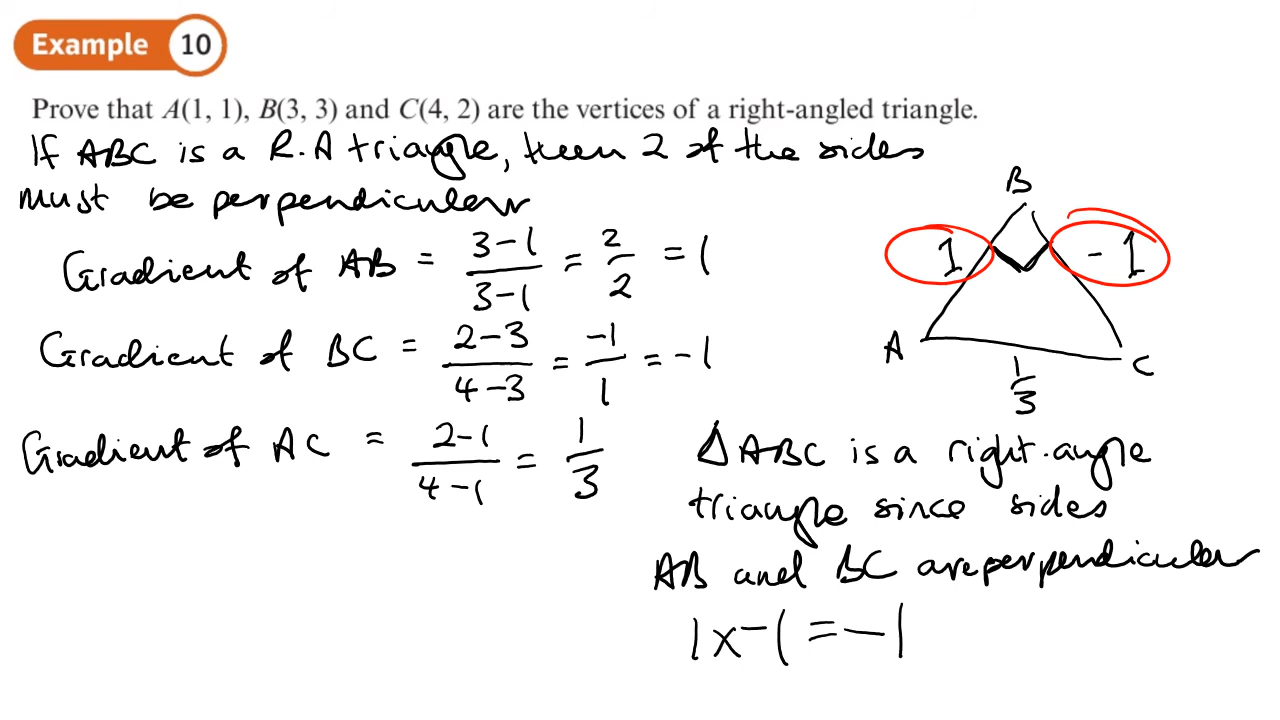 Example 10
Prove that A(1, 1), B(3, 3) and C(4, 2) are the vertices of a right-angled triangle.
If ABC is a R.A triangle, then 2 of the sides
must be perpendicular
Gradient of AB = 3-1/3-1 = 2/2 = 1
Gradient of BC = 2-3/4-3 = -1/1 = -1
Gradient of AC = 2-1/4-1 = 1/3
B
1 -1
A C
1/3
△ABC is a right-angle
triangle since sides
AB and BC are perpendicular
1 x -1 = -1